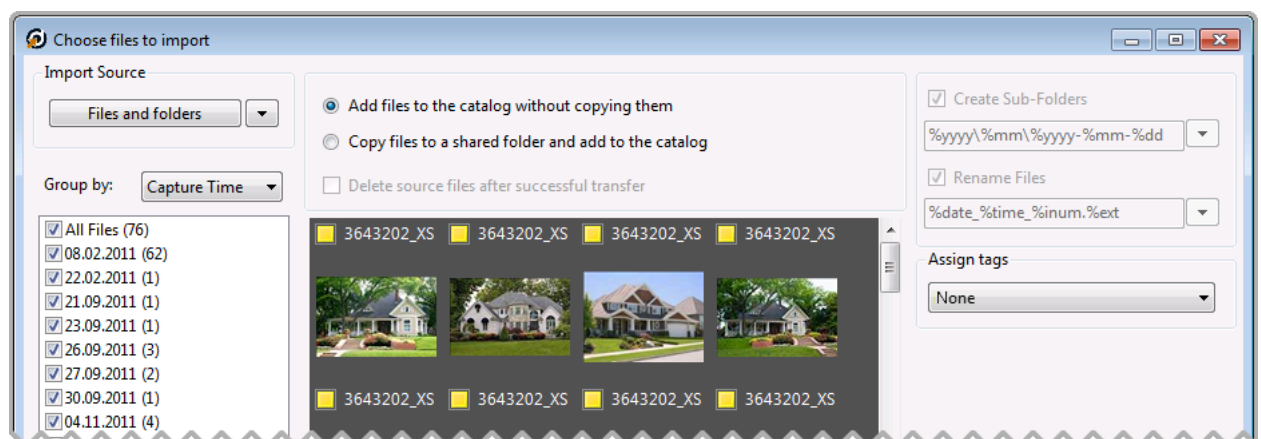 Choose files to import
Import Source
Files and folders
Group by: Capture Time
All Files (76)
08.02.2011 (62)
22.02.2011 (1)
21.09.2011 (1)
23.09.2011 (1)
26.09.2011 (3)
27.09.2011 (2)
30.09.2011 (1)
04.11.2011 (4)
Add files to the catalog without copying them
Copy files to a shared folder and add to the catalog
Delete source files after successful transfer
3643202_XS 3643202_XS 3643202_XS 3643202_XS
3643202_XS 3643202_XS 3643202_XS 3643202_XS
Create Sub-Folders
%yyyy\%mm\%yyyy-%mm-%dd
Rename Files
%date_%time_%inum.%ext
Assign tags
None